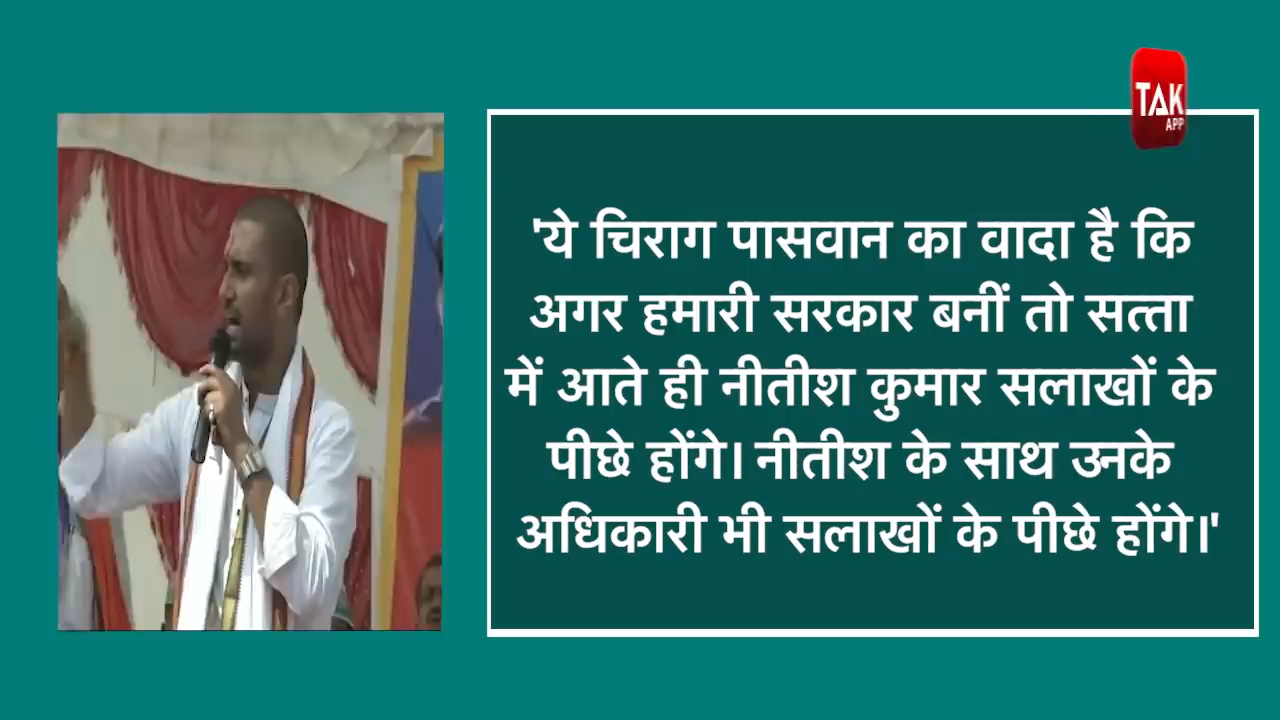 TAK
APP
'ये चिराग पासवान का वादा है कि
अगर हमारी सरकार बनीं तो सत्ता
में आते ही नीतीश कुमार सलाखों के
पीछे होंगे। नीतीश के साथ उनके
अधिकारी भी सलाखों के पीछे होंगे।'